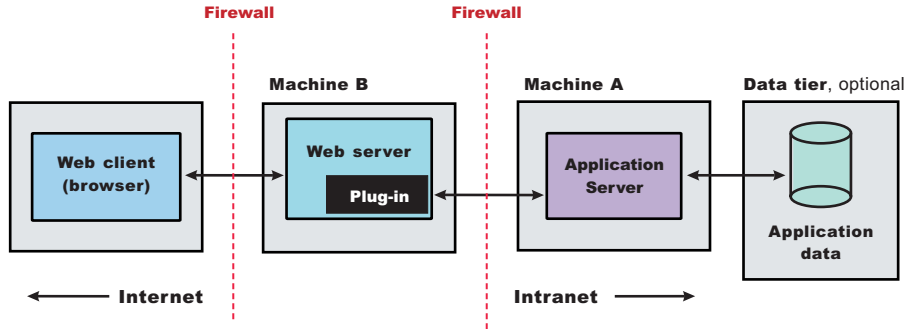 Firewall
Firewall
Machine B
Machine A
Data tier, optional
Web client
(browser)
Web server
Plug-in
Application
Server
Application
data
Internet
Intranet